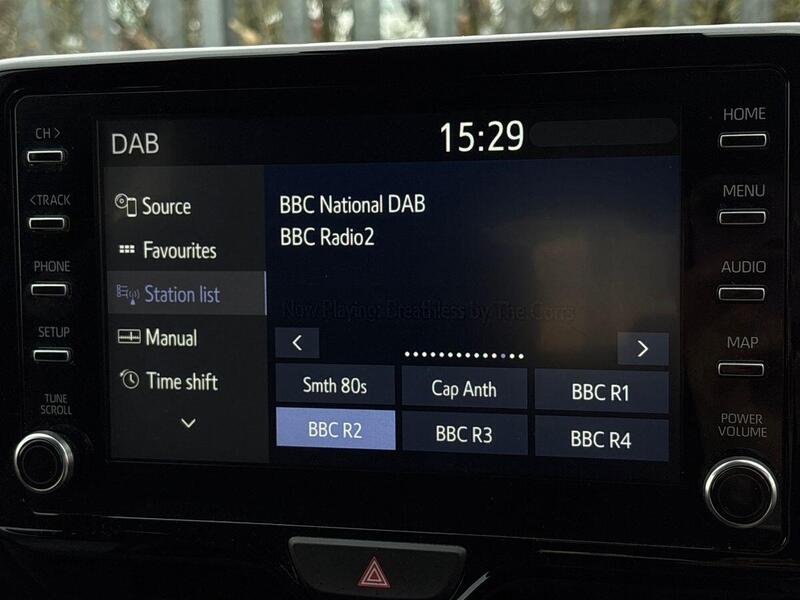 CH >
< TRACK
PHONE
SETUP
TUNE
SCROLL
DAB
15:29
Source
Favourites
Station list
Manual
Time shift
BBC National DAB
BBC Radio2
Now Playing: Breathless by The Corrs
<
>
Smth 80s
Cap Anth
BBC R1
BBC R2
BBC R3
BBC R4
HOME
MENU
AUDIO
MAP
POWER
VOLUME